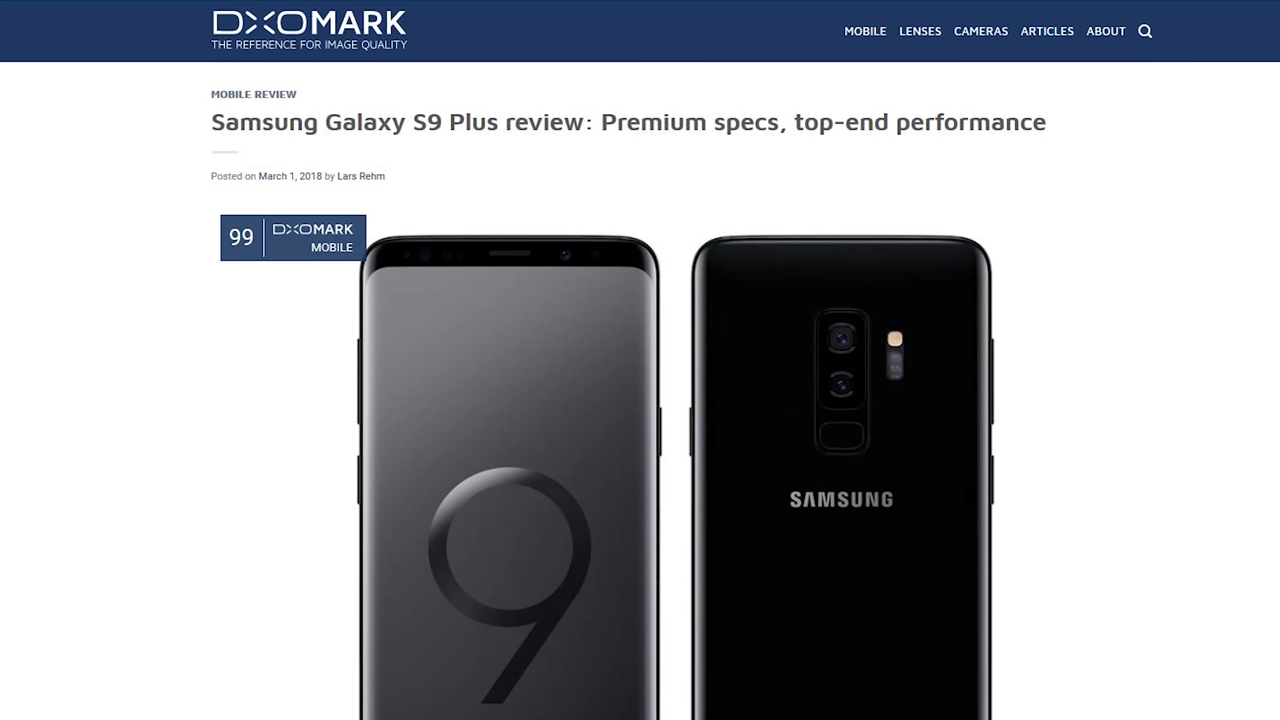 DXOMARK
THE REFERENCE FOR IMAGE QUALITY
MOBILE LENSES CAMERAS ARTICLES ABOUT
MOBILE REVIEW
Samsung Galaxy S9 Plus review: Premium specs, top-end performance
Posted on March 1, 2018 by Lars Rehm
99 DXOMARK
MOBILE
9
SAMSUNG